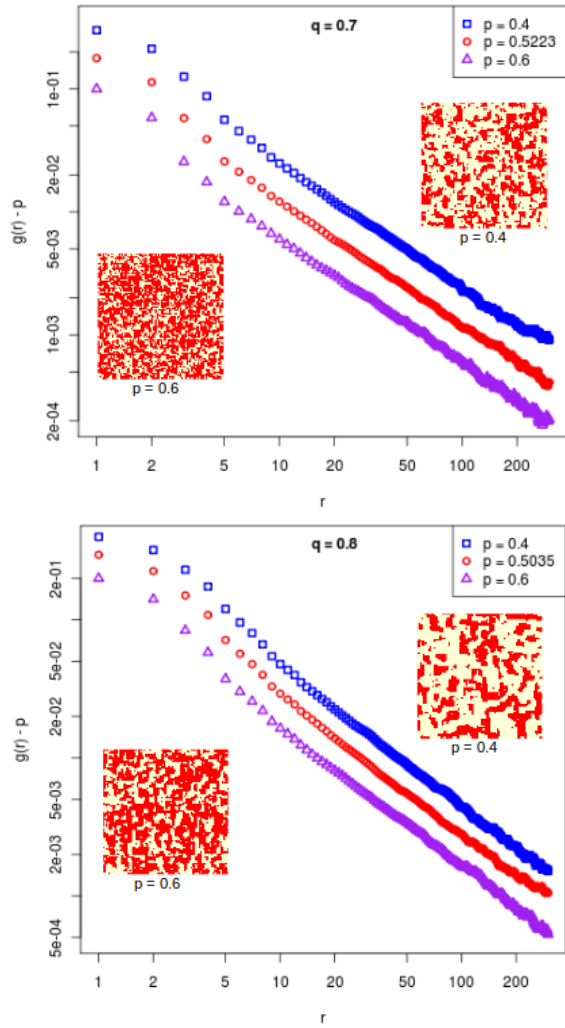 q = 0.7
p = 0.4
p = 0.5223
p = 0.6
g(r) - p
1e-01
2e-02
5e-03
1e-03
2e-04
p = 0.4
p = 0.6
1 2 5 10 20 50 100 200
r
q = 0.8
p = 0.4
p = 0.5035
p = 0.6
g(r) - p
2e-01
5e-02
2e-02
5e-03
2e-03
5e-04
p = 0.4
p = 0.6
1 2 5 10 20 50 100 200
r